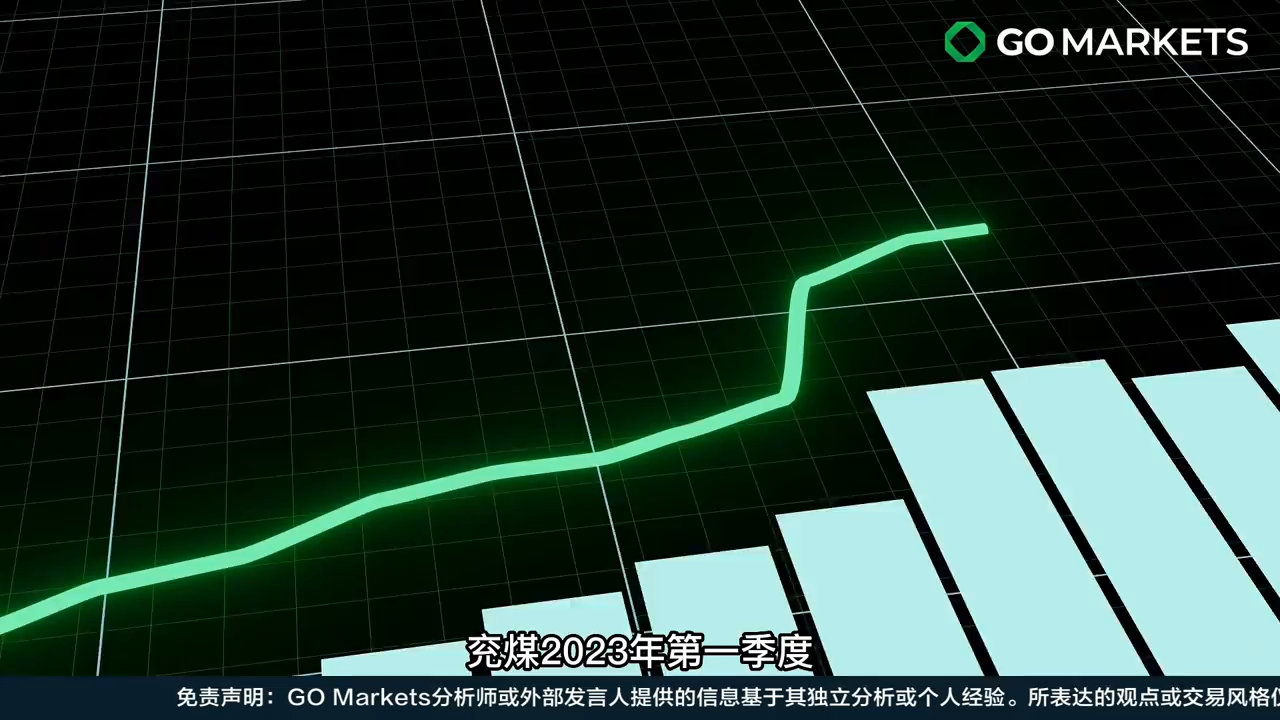 GO MARKETS
兖煤2023年第一季度
免责声明：GO Markets分析师或外部发言人提供的信息基于其独立分析或个人经验。所表达的观点或交易风格